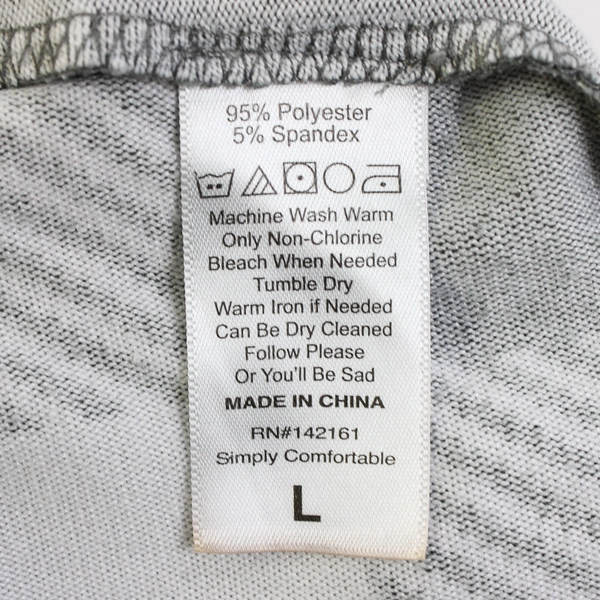 95% Polyester
5% Spandex
Machine Wash Warm
Only Non-Chlorine
Bleach When Needed
Tumble Dry
Warm Iron if Needed
Can Be Dry Cleaned
Follow Please
Or You'll Be Sad
MADE IN CHINA
RN#142161
Simply Comfortable
L